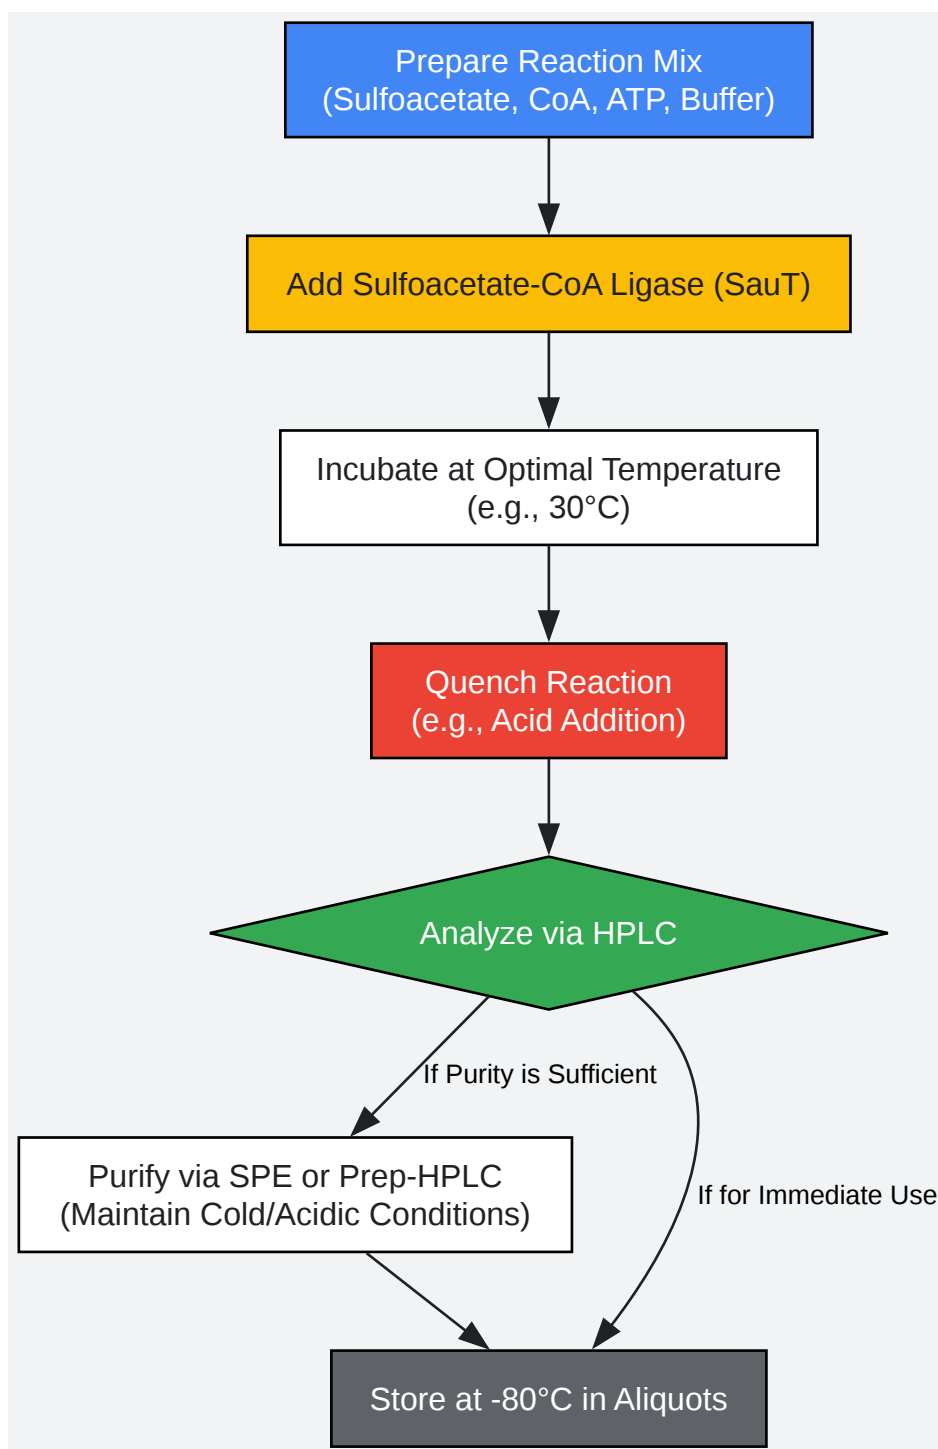 Prepare Reaction Mix
(Sulfoacetate, CoA, ATP, Buffer)
Add Sulfoacetate-CoA Ligase (SauT)
Incubate at Optimal Temperature
(e.g., 30°C)
Quench Reaction
(e.g., Acid Addition)
Analyze via HPLC
If Purity is Sufficient
Purify via SPE or Prep-HPLC
(Maintain Cold/Acidic Conditions)
If for Immediate Use
Store at -80°C in Aliquots